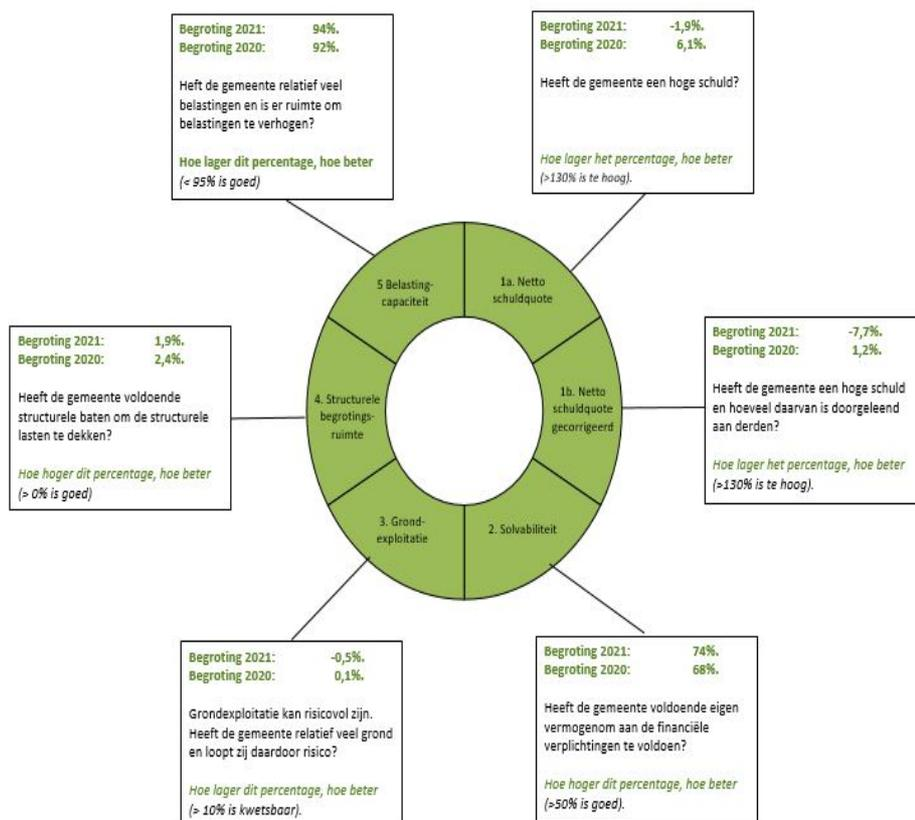 Begroting 2021: 94%.
Begroting 2020: 92%.
Heft de gemeente relatief veel
belastingen en is er ruimte om
belastingen te verhogen?
Hoe lager dit percentage, hoe beter
(< 95% is goed)
Begroting 2021: -1,9%.
Begroting 2020: 6,1%.
Heeft de gemeente een hoge schuld?
Hoe lager het percentage, hoe beter
(>130% is te hoog).
5 Belasting-
capaciteit
1a. Netto
schuldquote
Begroting 2021: 1,9%.
Begroting 2020: 2,4%.
Heeft de gemeente voldoende
structurele baten om de structurele
lasten te dekken?
Hoe hoger dit percentage, hoe beter
(> 0% is goed)
4. Structurele
begrotings-
ruimte
1b. Netto
schuldquote
gecorrigeerd
Begroting 2021: -7,7%.
Begroting 2020: 1,2%.
Heeft de gemeente een hoge schuld
en hoeveel daarvan is doorgeleend
aan derden?
Hoe lager het percentage, hoe beter
(>130% is te hoog).
3. Grond-
exploitatie
2. Solvabiliteit
Begroting 2021: -0,5%.
Begroting 2020: 0,1%.
Grondexploitatie kan risicovol zijn.
Heeft de gemeente relatief veel grond
en loopt zij daardoor risico?
Hoe lager dit percentage, hoe beter
(> 10% is kwetsbaar).
Begroting 2021: 74%.
Begroting 2020: 68%.
Heeft de gemeente voldoende eigen
vermogenom aan de financiële
verplichtingen te voldoen?
Hoe hoger dit percentage, hoe beter
(>50% is goed).